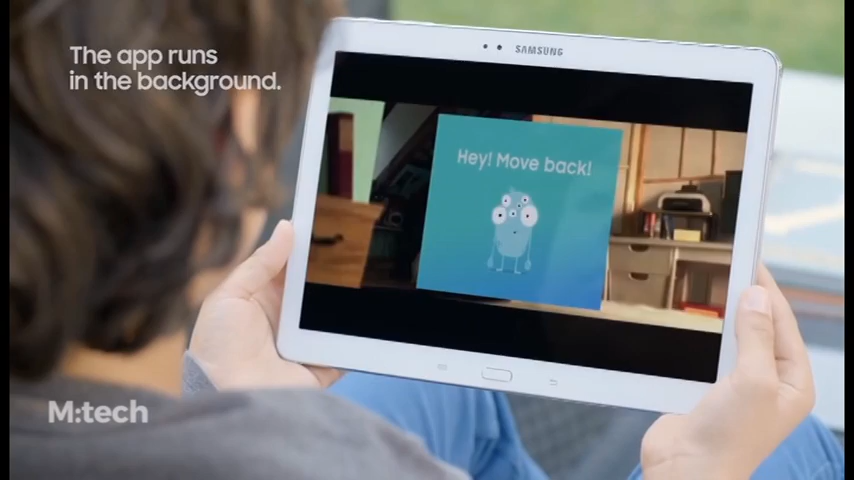 The app runs
in the background.
SAMSUNG
Hey! Move back!
M:tech